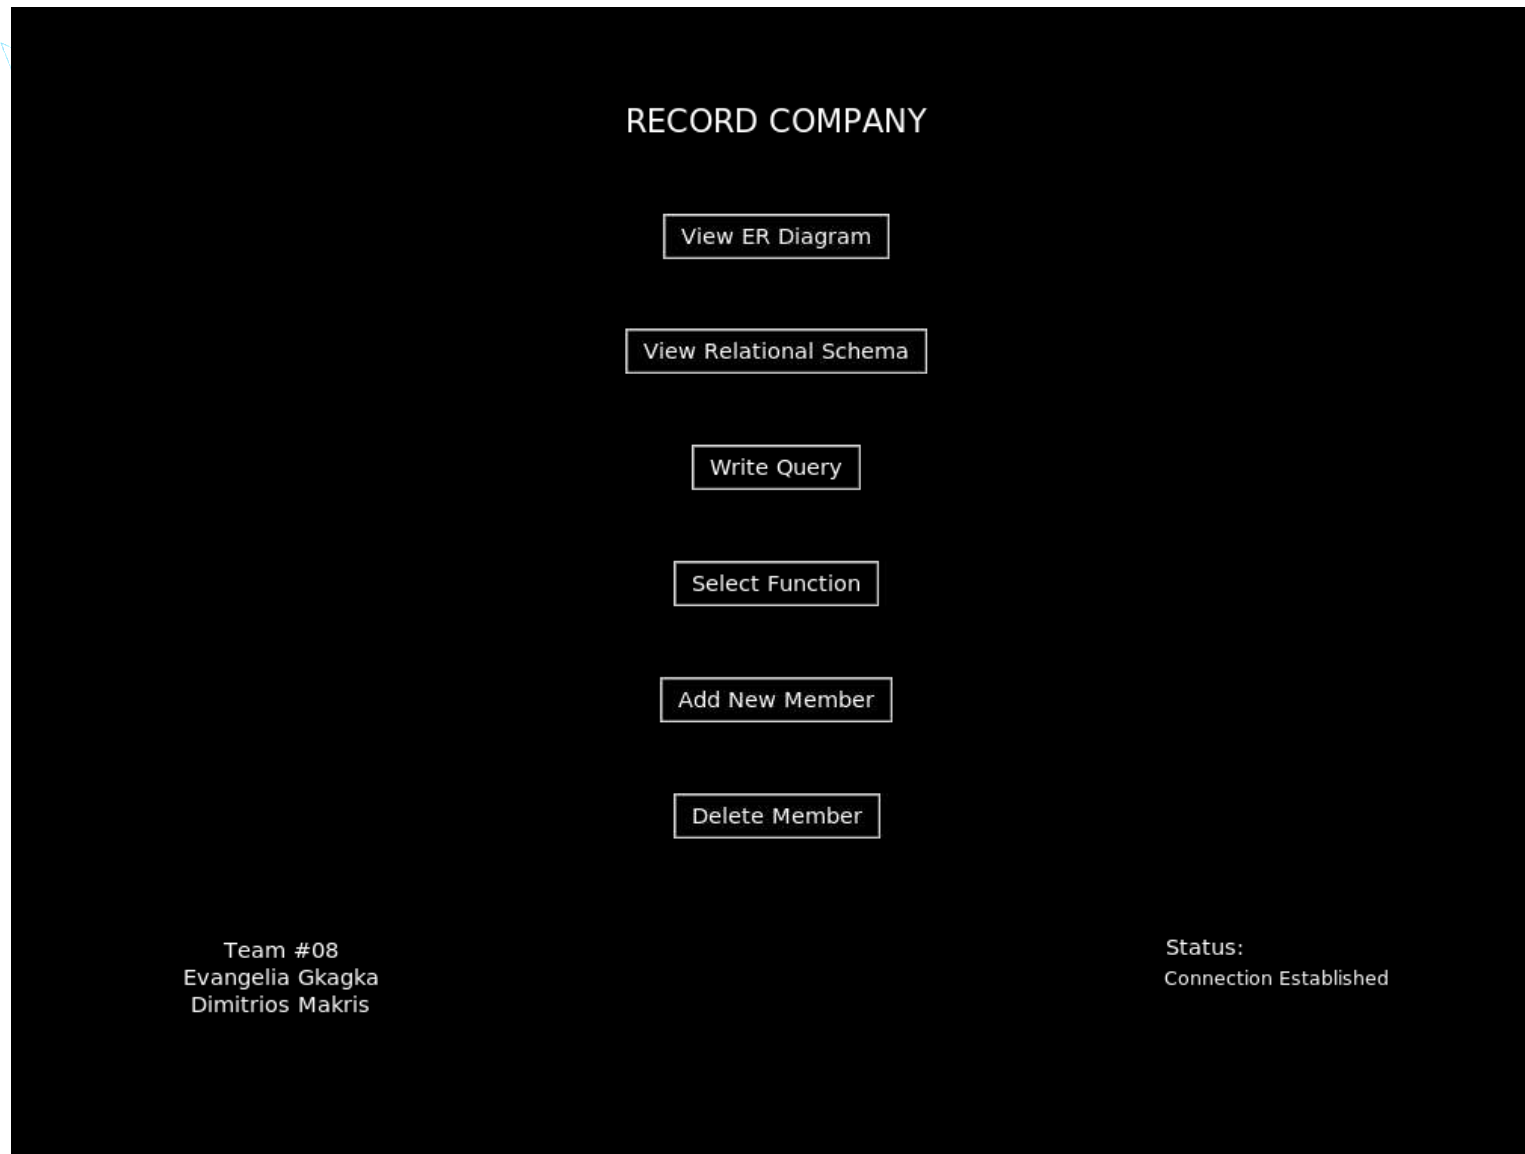 RECORD COMPANY
View ER Diagram
View Relational Schema
Write Query
Select Function
Add New Member
Delete Member
Team #08
Evangelia Gkagka
Dimitrios Makris
Status:
Connection Established